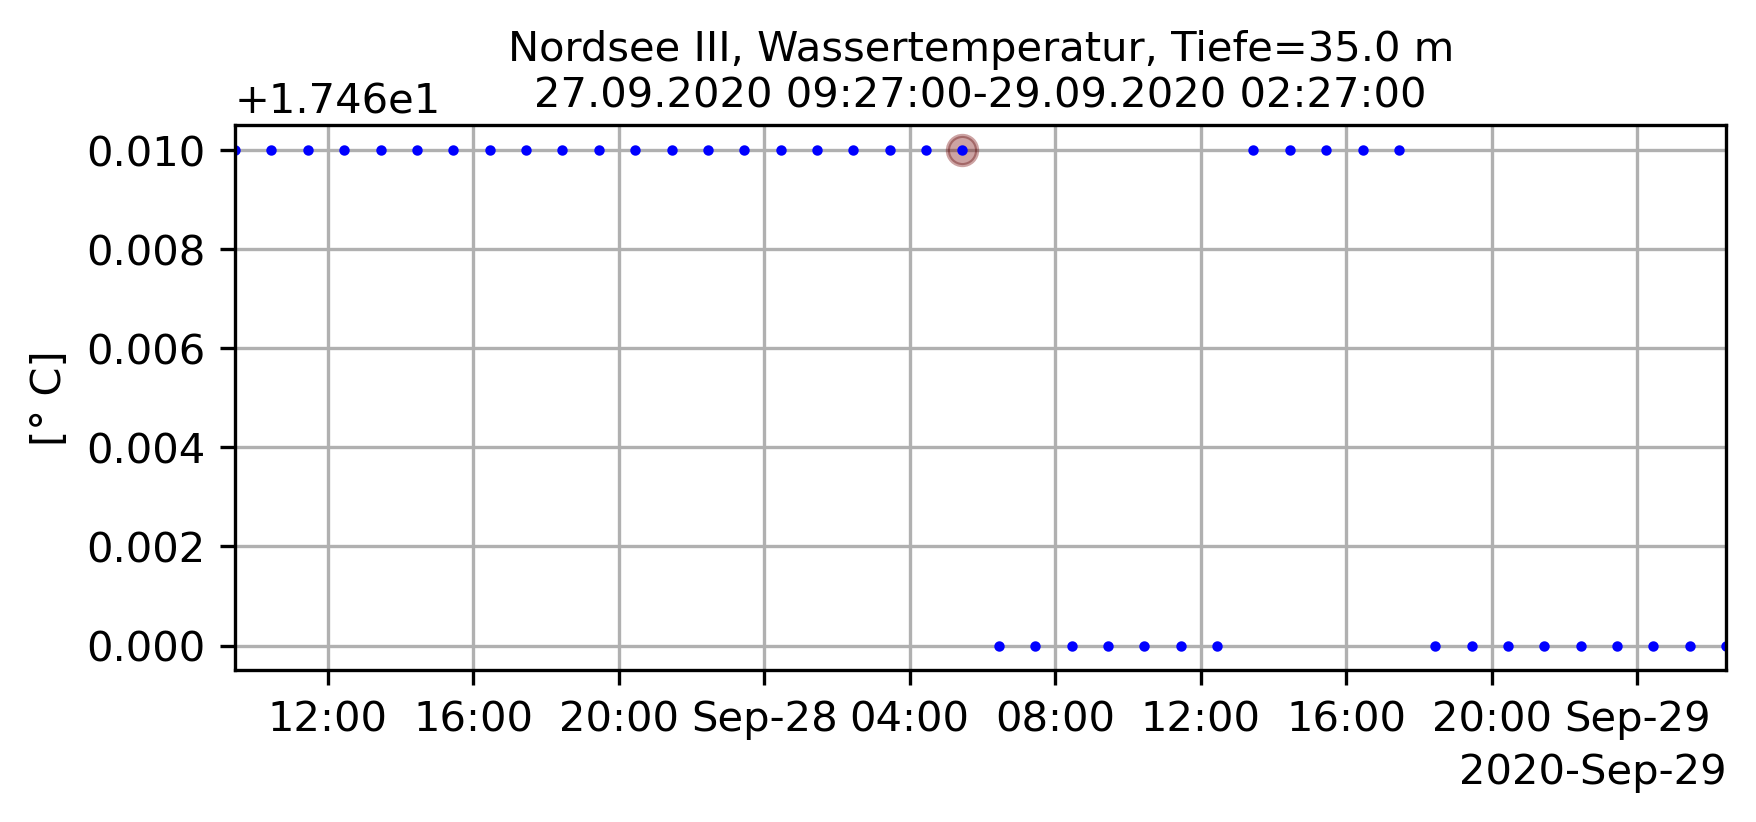 Nordsee III, Wassertemperatur, Tiefe=35.0 m
27.09.2020 09:27:00-29.09.2020 02:27:00
+1.746e1
0.010
0.008
0.006
0.004
0.002
0.000
[° C]
12:00 16:00 20:00 Sep-28 04:00 08:00 12:00 16:00 20:00 Sep-29
2020-Sep-29